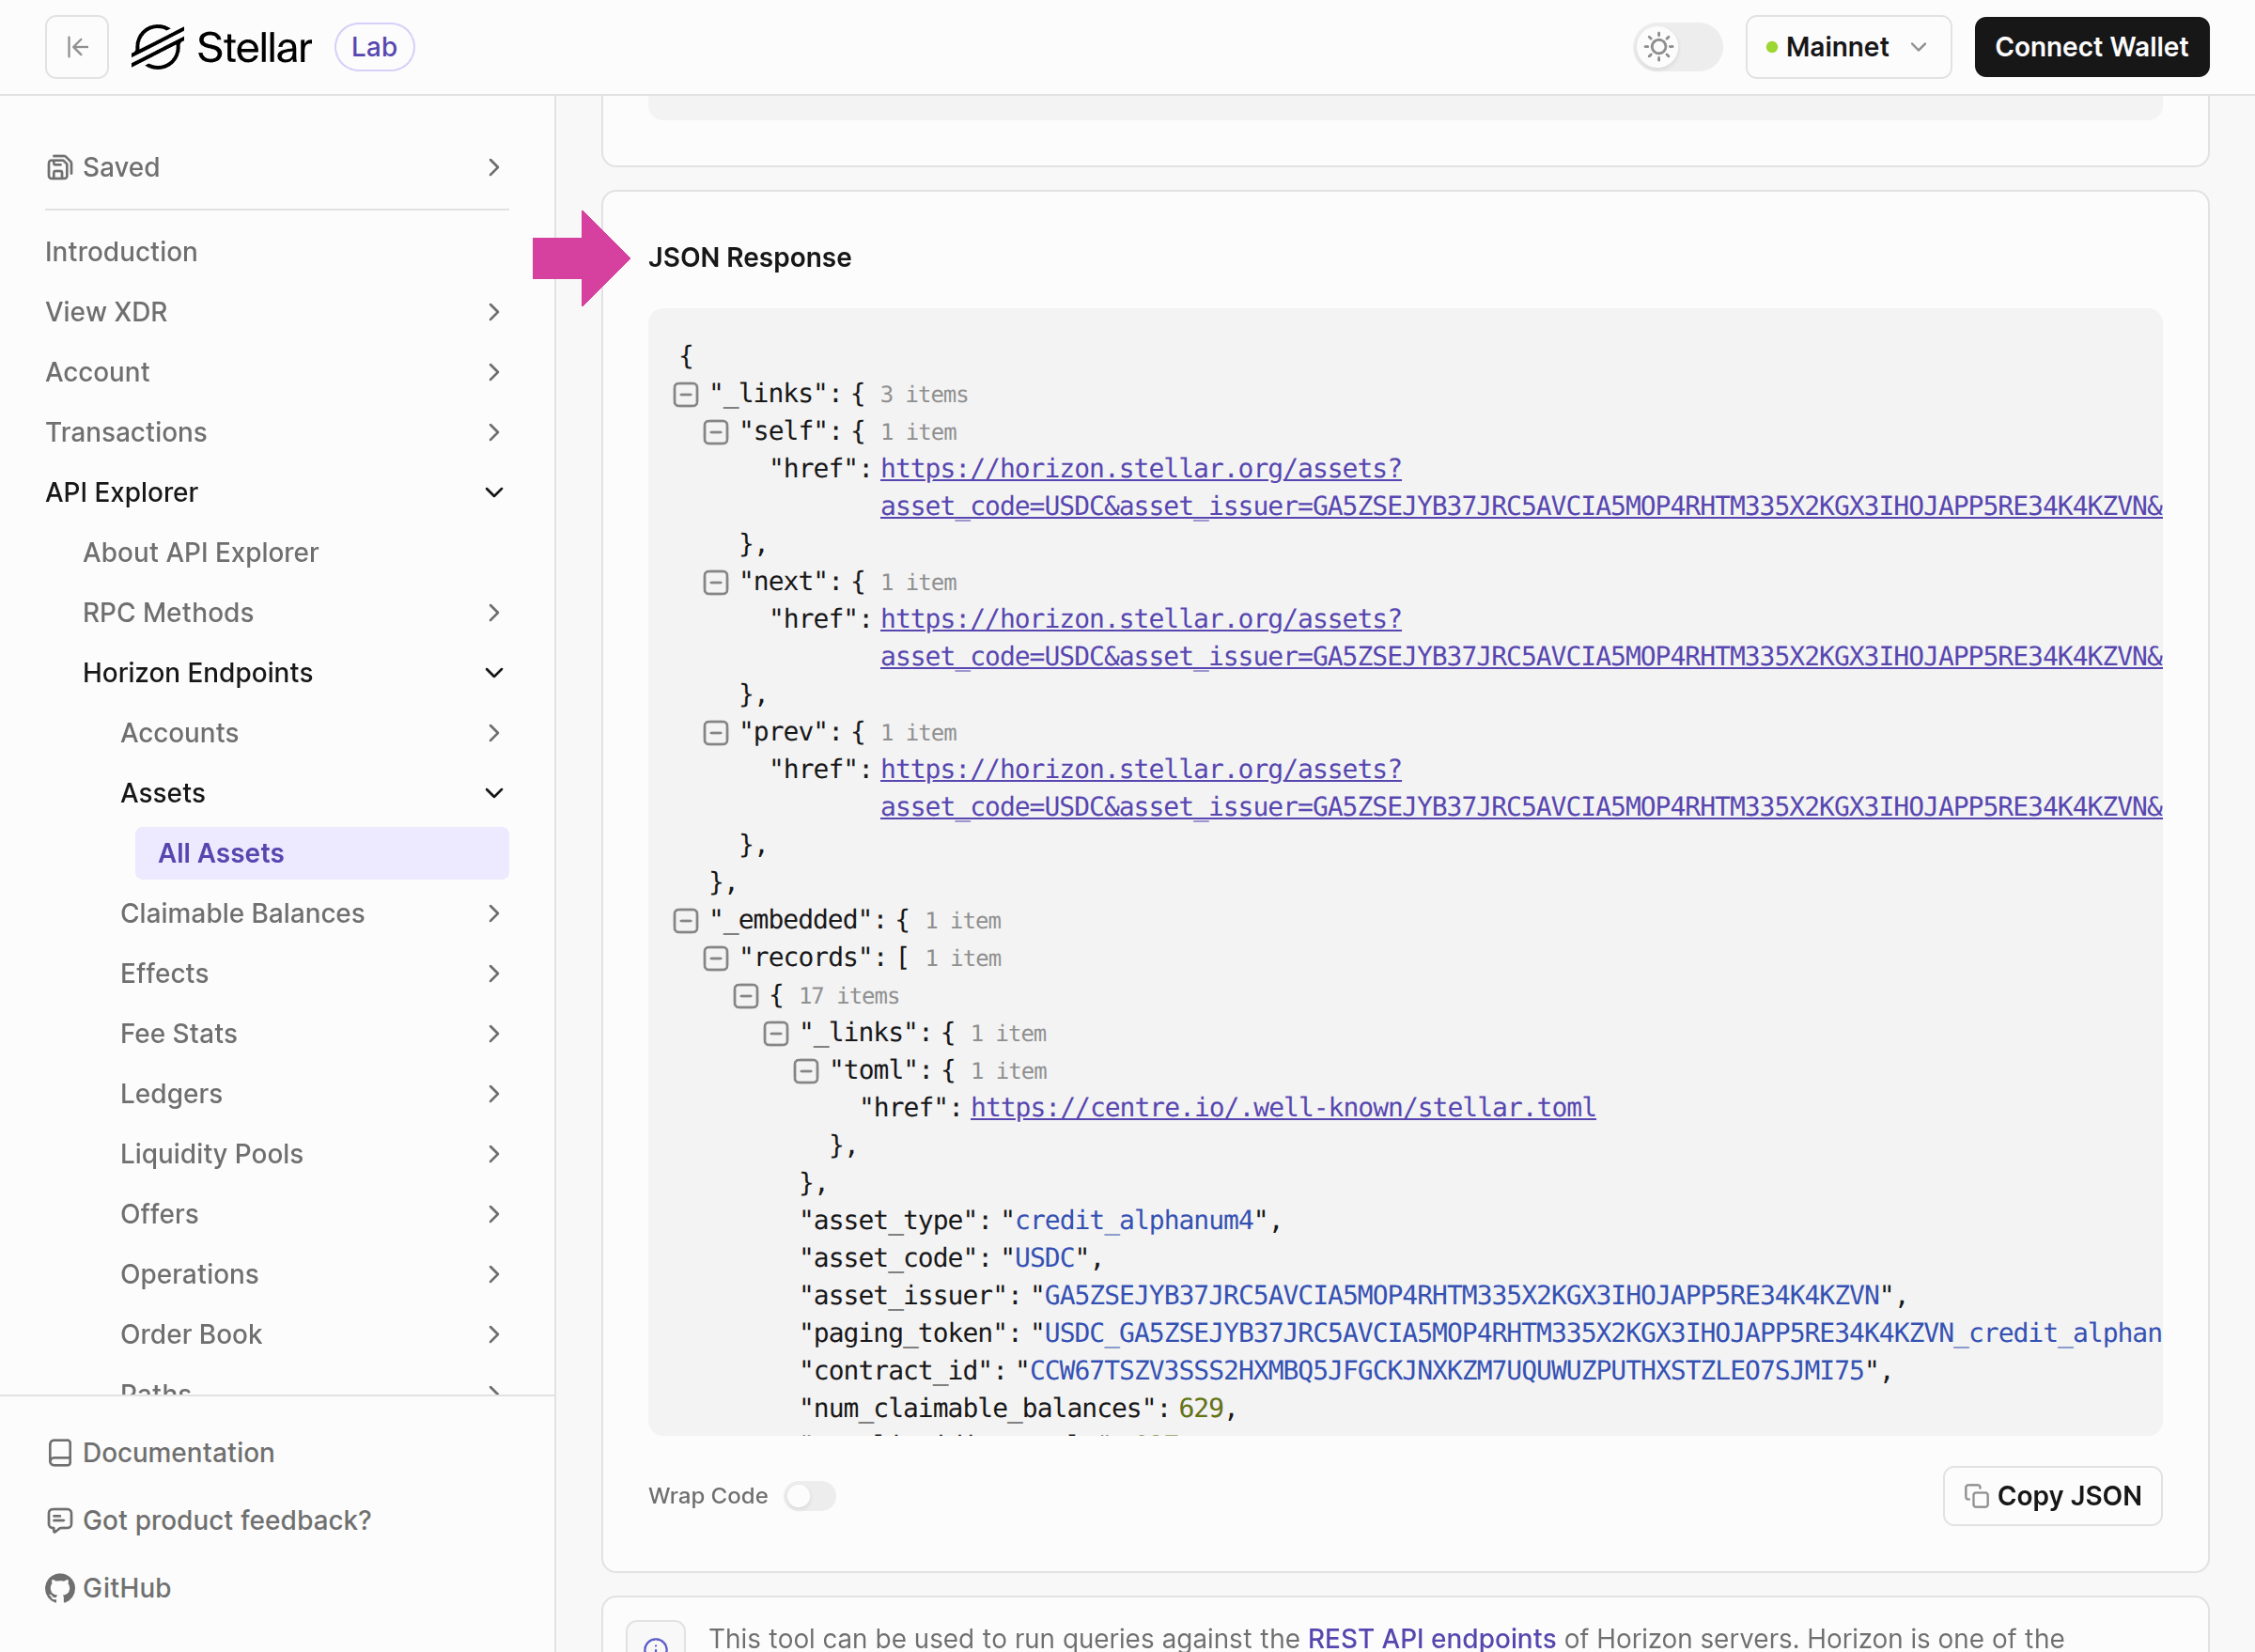 Stellar Lab
Mainnet
Connect Wallet
Saved
Introduction
View XDR
Account
Transactions
API Explorer
About API Explorer
RPC Methods
Horizon Endpoints
Accounts
Assets
All Assets
Claimable Balances
Effects
Fee Stats
Ledgers
Liquidity Pools
Offers
Operations
Order Book
Paths
Documentation
Got product feedback?
GitHub
JSON Response
{
"_links": { 3 items
"self": { 1 item
"href": https://horizon.stellar.org/assets?
asset_code=USDC&asset_issuer=GA5ZSEJYB37JRC5AVCIA5MOP4RHTM335X2KGX3IHOJAPP5RE34K4KZVN&
},
"next": { 1 item
"href": https://horizon.stellar.org/assets?
asset_code=USDC&asset_issuer=GA5ZSEJYB37JRC5AVCIA5MOP4RHTM335X2KGX3IHOJAPP5RE34K4KZVN&
},
"prev": { 1 item
"href": https://horizon.stellar.org/assets?
asset_code=USDC&asset_issuer=GA5ZSEJYB37JRC5AVCIA5MOP4RHTM335X2KGX3IHOJAPP5RE34K4KZVN&
},
},
"_embedded": { 1 item
"records": [ 1 item
{ 17 items
"_links": { 1 item
"toml": { 1 item
"href": https://centre.io/.well-known/stellar.toml
},
},
"asset_type": "credit_alphanum4",
"asset_code": "USDC",
"asset_issuer": "GA5ZSEJYB37JRC5AVCIA5MOP4RHTM335X2KGX3IHOJAPP5RE34K4KZVN",
"paging_token": "USDC_GA5ZSEJYB37JRC5AVCIA5MOP4RHTM335X2KGX3IHOJAPP5RE34K4KZVN_credit_alphan
"contract_id": "CCW67TSZV3SSS2HXMBQ5JFGCKJNXKZM7UQUWUZPUTHXSTZLEO7SJMI75",
"num_claimable_balances": 629,
Wrap Code
Copy JSON
This tool can be used to run queries against the REST API endpoints of Horizon servers. Horizon is one of the